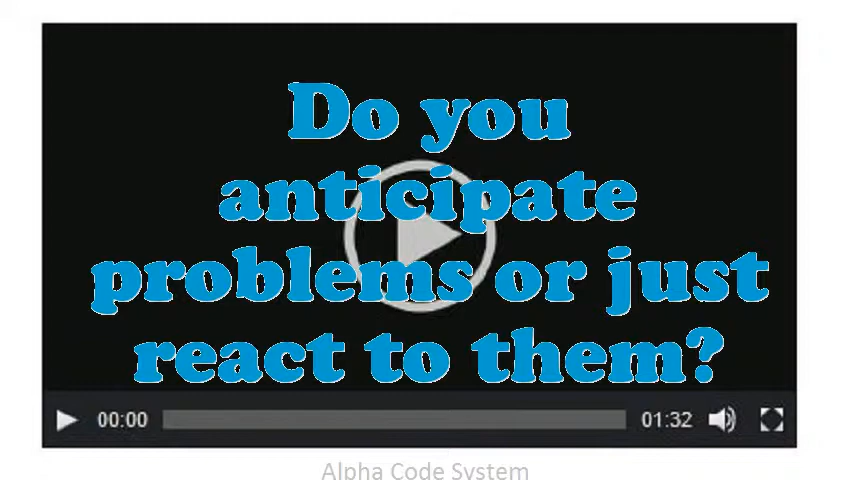 Do you
anticipate
problems or just
react to them?
00:00 01:32
Alpha Code System